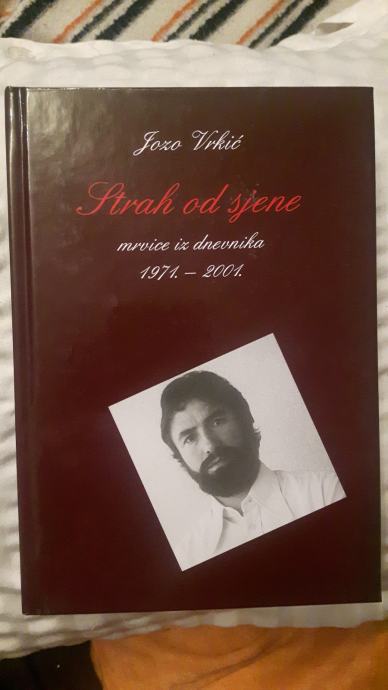 Jozo Vrkić
Strah od sjene
mrvice iz dnevnika
1971. – 2001.